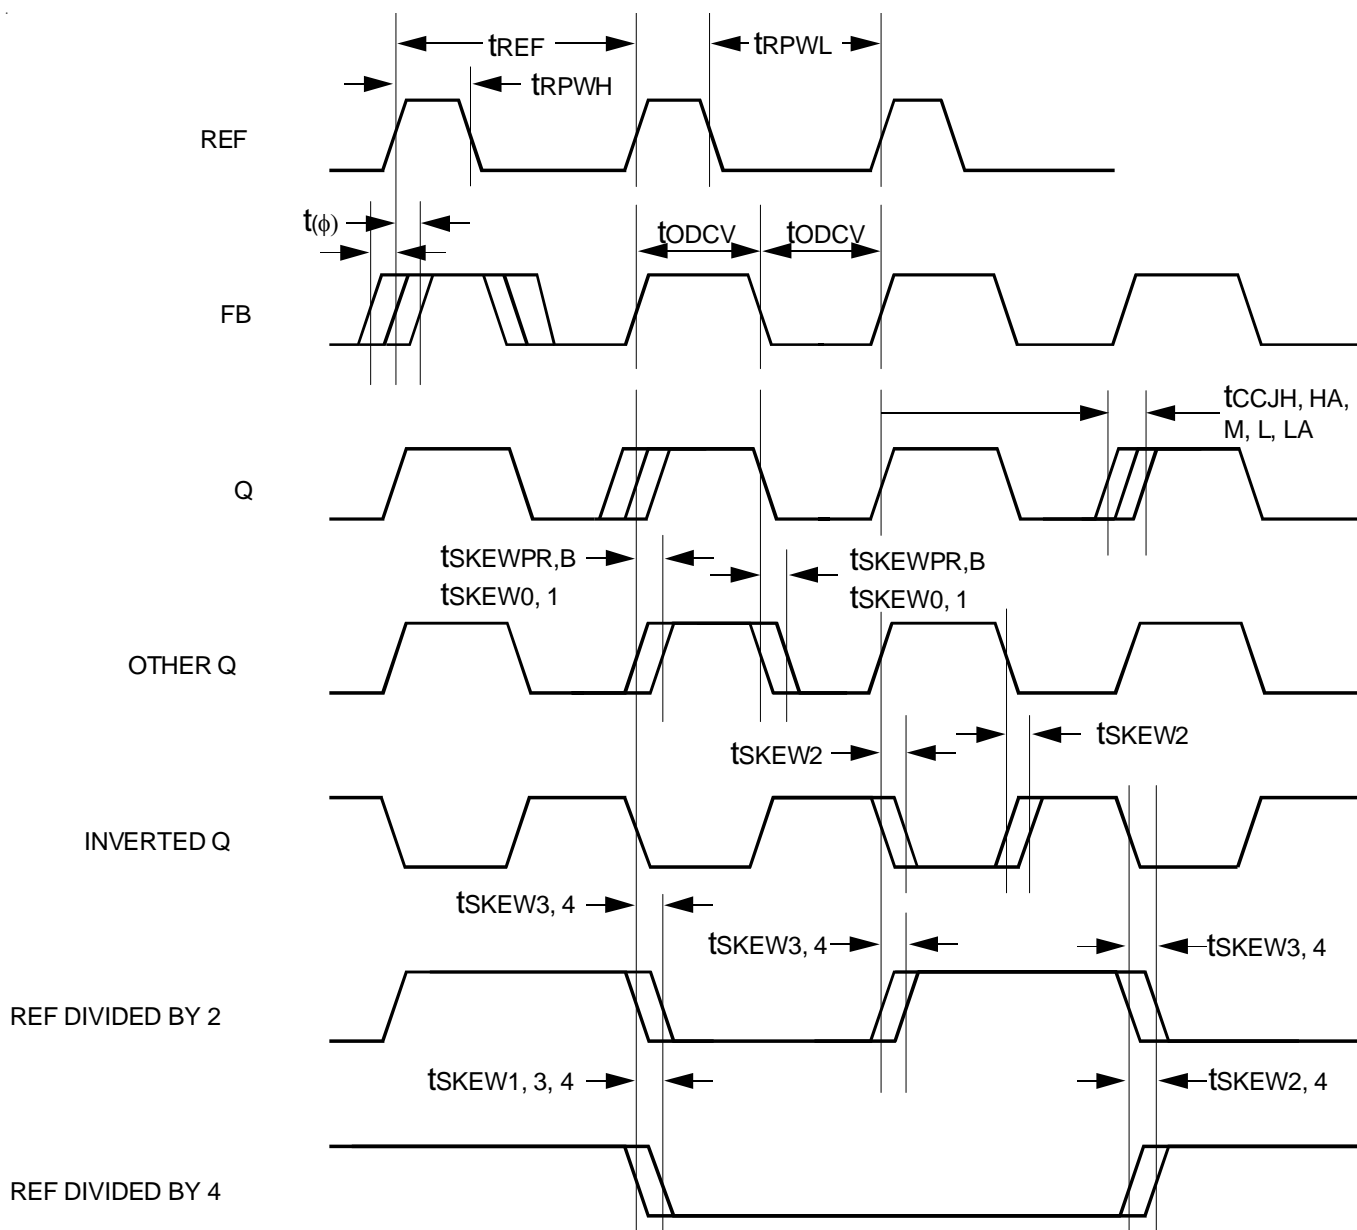 tREF
tRPWL
tRPWH
REF
t(ϕ)
tODCV
tODCV
FB
tCCJH, HA,
M, L, LA
Q
tSKEWPR,B
tSKEW0, 1
tSKEWPR,B
tSKEW0, 1
OTHER Q
tSKEW2
tSKEW2
INVERTED Q
tSKEW3, 4
tSKEW3, 4
tSKEW3, 4
REF DIVIDED BY 2
tSKEW1, 3, 4
tSKEW2, 4
REF DIVIDED BY 4